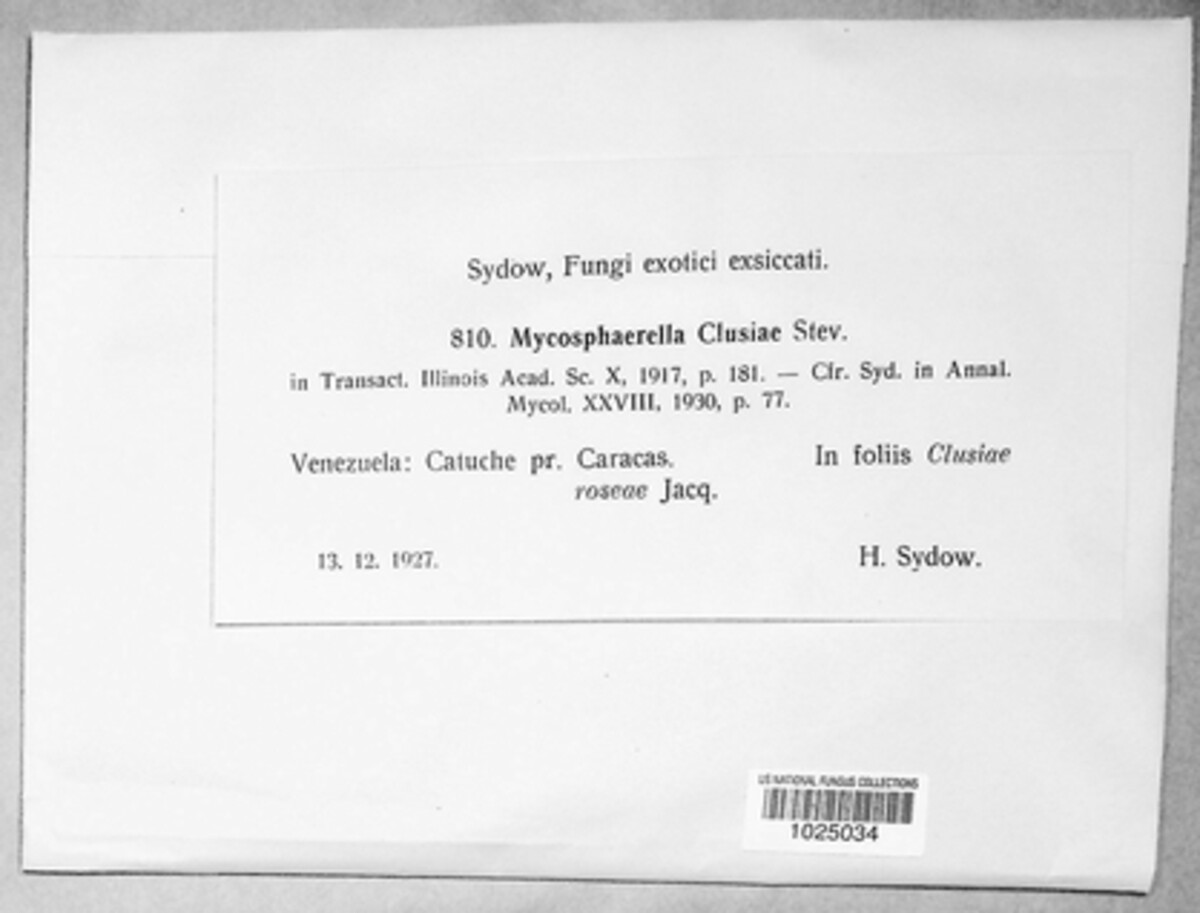 Sydow, Fungi exotici exsiccati.
810. Mycosphaerella Clusiae Stev.
in Transact. Illinois Acad. Sc. X, 1917, p. 181. — Cfr. Syd. in Annal.
Mycol. XXVIII, 1930, p. 77.
Venezuela: Catuche pr. Caracas. In foliis Clusiae
roseae Jacq.
13. 12. 1927. H. Sydow.
US NATIONAL FUNGUS COLLECTIONS
1025034